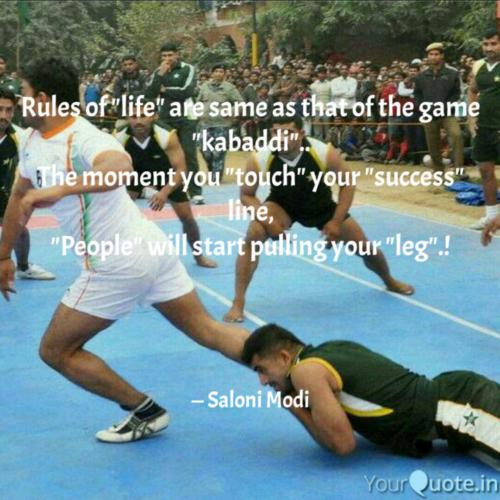 Rules of "life" are same as that of the game
"kabaddi"..
The moment you "touch" your "success"
line,
"People" will start pulling your "leg".!
– Saloni Modi
YourQuote.in